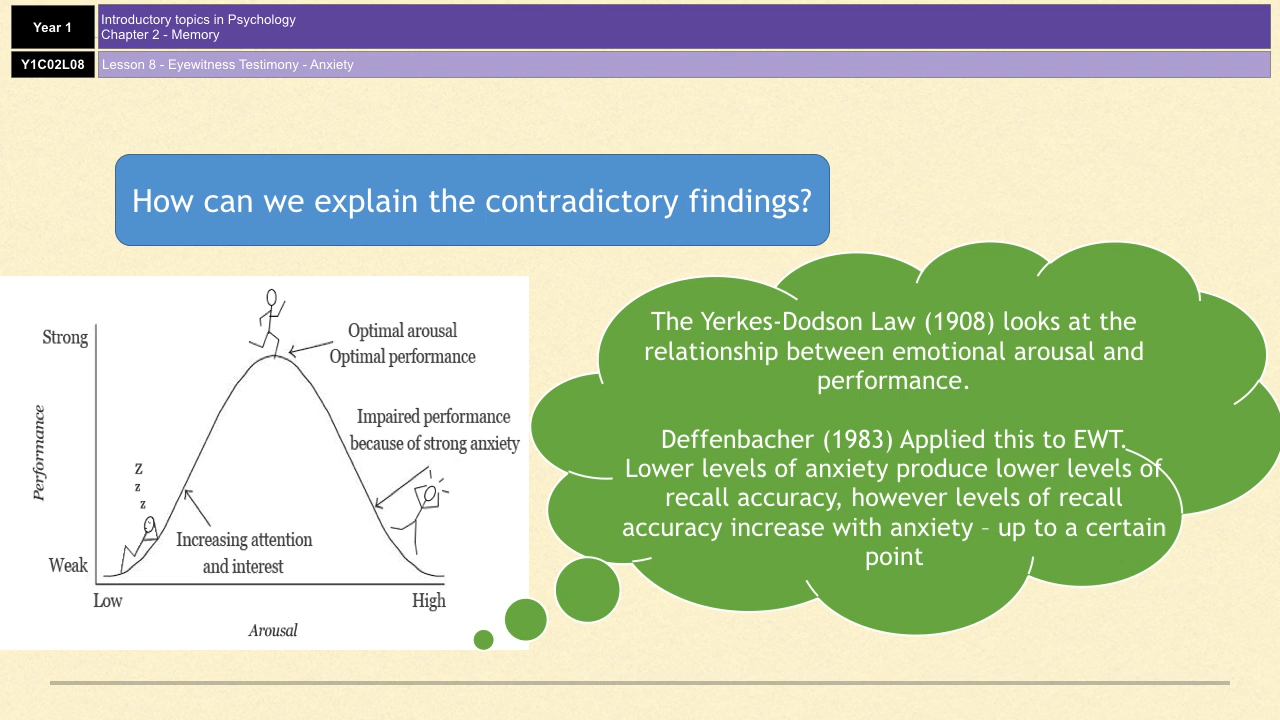 Year 1
Introductory topics in Psychology
Chapter 2 - Memory
Y1C02L08
Lesson 8 - Eyewitness Testimony - Anxiety
How can we explain the contradictory findings?
Strong
Optimal arousal
Optimal performance
Impaired performance
because of strong anxiety
Performance
Z
z
z
Increasing attention
and interest
Weak
Low
High
Arousal
The Yerkes-Dodson Law (1908) looks at the
relationship between emotional arousal and
performance.
Deffenbacher (1983) Applied this to EWT.
Lower levels of anxiety produce lower levels of
recall accuracy, however levels of recall
accuracy increase with anxiety – up to a certain
point